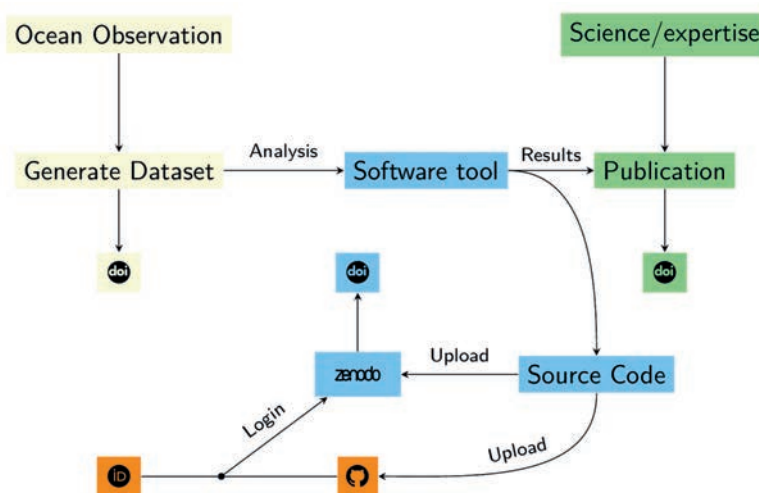 Ocean Observation
Science/expertise
Generate Dataset
Analysis
Software tool
Results
Publication
doi
doi
doi
zenodo
Upload
Source Code
Login
Upload
iD